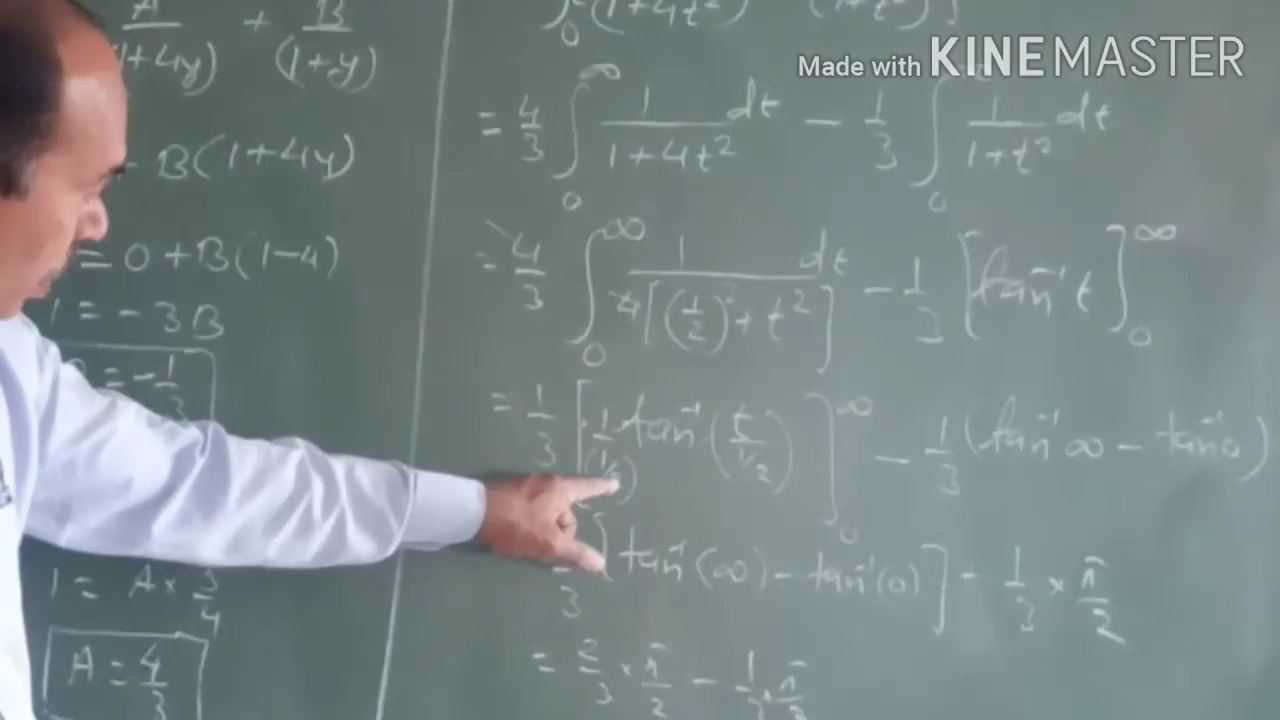 A/(1+4y) + B/(1+y)
B(1+4y)
= 0 + B(1-4)
1 = - 3B
= -1/3
1 = A × 3/4
A = 4/3
Made with KINEMASTER
∫0 (1+4t² (1+t²)
= 4/3 ∫0^∞ 1/(1+4t²) dt - 1/3 ∫0^∞ 1/(1+t²) dt
= 4/3 ∫0^∞ 1/(4[(1/2)²+t²]) dt - 1/3 [tan⁻¹ t]0^∞
= 1/3 [1/(1/2) tan⁻¹(t/(1/2))]0^∞ - 1/3 (tan⁻¹ ∞ - tan⁻¹ 0)
/3 [tan⁻¹(∞) - tan⁻¹(0)] - 1/3 × π/2
= 2/3 × π/2 - 1/3 × π/2